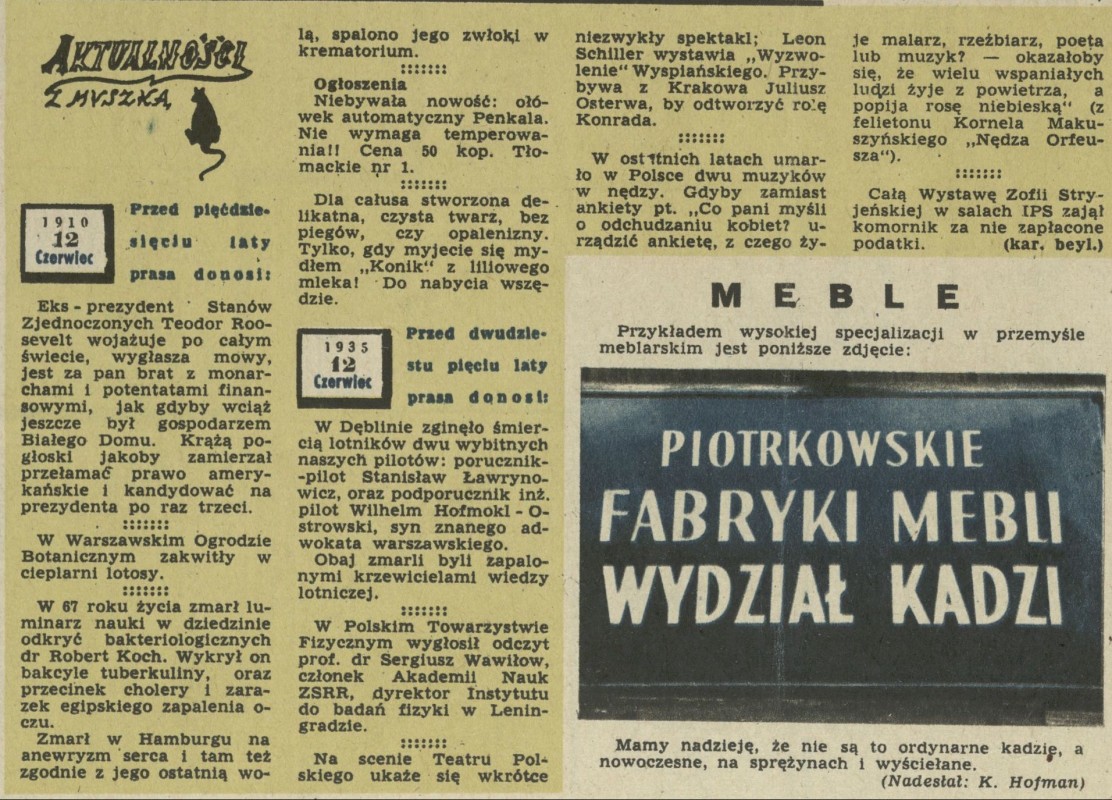 AKTUALNOŚCI
Z MYSZKĄ
1910
12
Czerwiec
Przed pięćdzie-
sięciu laty
prasa donosi:
Eks-prezydent Stanów
Zjednoczonych Teodor Roo-
sevelt wojażuje po całym
świecie, wygłasza mowy,
jest za pan brat z monar-
chami i potentatami finan-
sowymi, jak gdyby wciąż
jeszcze był gospodarzem
Białego Domu. Krążą po-
głoski jakoby zamierzał
przełamać prawo amery-
kańskie i kandydować na
prezydenta po raz trzeci.
W Warszawskim Ogrodzie
Botanicznym zakwitły w
cieplarni lotosy.
W 67 roku życia zmarł lu-
minarz nauki w dziedzinie
odkryć bakteriologicznych
dr Robert Koch. Wykrył on
bakcyle tuberkuliny, oraz
przecinek cholery i zara-
zek egipskiego zapalenia o-
czu.
Zmarł w Hamburgu na
anewryzm serca i tam też
zgodnie z jego ostatnią wo-
lą, spalono jego zwłoki w
krematorium.
Ogłoszenia
Niebywała nowość: ołó-
wek automatyczny Penkala.
Nie wymaga temperowa-
nia!! Cena 50 kop. Tło-
mackie nr 1.
Dla całusa stworzona de-
likatna, czysta twarz, bez
piegów, czy opalenizny.
Tylko, gdy myjecie się my-
dłem „Konik“ z liliowego
mleka! Do nabycia wszę-
dzie.
1935
12
Czerwiec
Przed dwudzie-
stu pięciu laty
prasa donosi:
W Dęblinie zginęło śmier-
cią lotników dwu wybitnych
naszych pilotów: porucznik-
-pilot Stanisław Ławryno-
wicz, oraz podporucznik inż.
pilot Wilhelm Hofmokl-O-
strowski, syn znanego ad-
wokata warszawskiego.
Obaj zmarli byli zapalo-
nymi krzewicielami wiedzy
lotniczej.
W Polskim Towarzystwie
Fizycznym wygłosił odczyt
prof. dr Sergiusz Wawiłow,
członek Akademii Nauk
ZSRR, dyrektor Instytutu
do badań fizyki w Lenin-
gradzie.
Na scenie Teatru Pol-
skiego ukaże się wkrótce
niezwykły spektakl; Leon
Schiller wystawia „Wyzwo-
lenie“ Wyspiańskiego. Przy-
bywa z Krakowa Juliusz
Osterwa, by odtworzyć rolę
Konrada.
W ostatnich latach umar-
ło w Polsce dwu muzyków
w nędzy. Gdyby zamiast
ankiety pt. „Co pani myśli
o odchudzaniu kobiet? u-
rządzić ankietę, z czego ży-
je malarz, rzeźbiarz, poeta
lub muzyk? — okazałoby
się, że wielu wspaniałych
ludzi żyje z powietrza, a
popija rosę niebieską“ (z
felietonu Kornela Maku-
szyńskiego „Nędza Orfeu-
sza“).
Całą Wystawę Zofii Stry-
jeńskiej w salach IPS zajął
komornik za nie zapłacone
podatki. (kar. beyl.)
MEBLE
Przykładem wysokiej specjalizacji w przemyśle
meblarskim jest poniższe zdjęcie:
PIOTRKOWSKIE
FABRYKI MEBLI
WYDZIAŁ KADZI
Mamy nadzieję, że nie są to ordynarne kadzię, a
nowoczesne, na sprężynach i wyściełane.
(Nadesłał: K. Hofman)